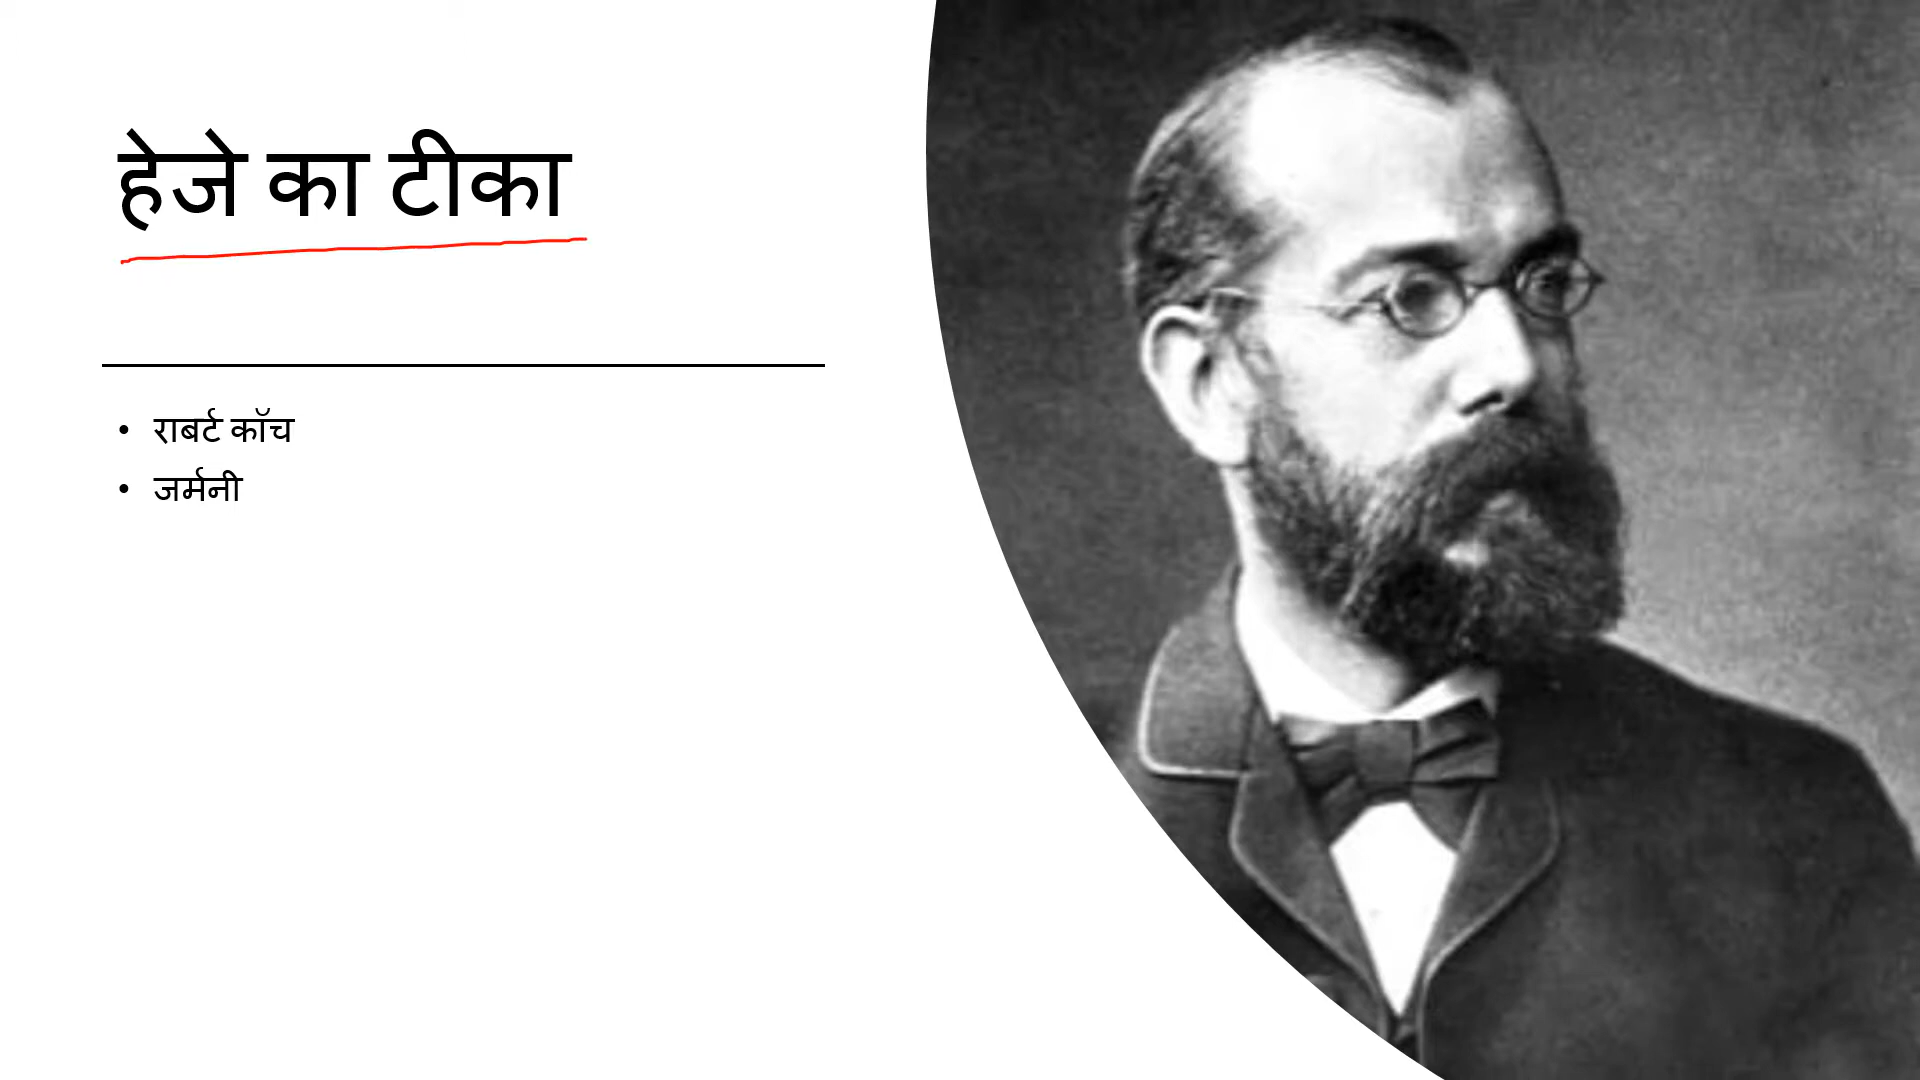 हेजे का टीका
• राबर्ट कॉच
• जर्मनी